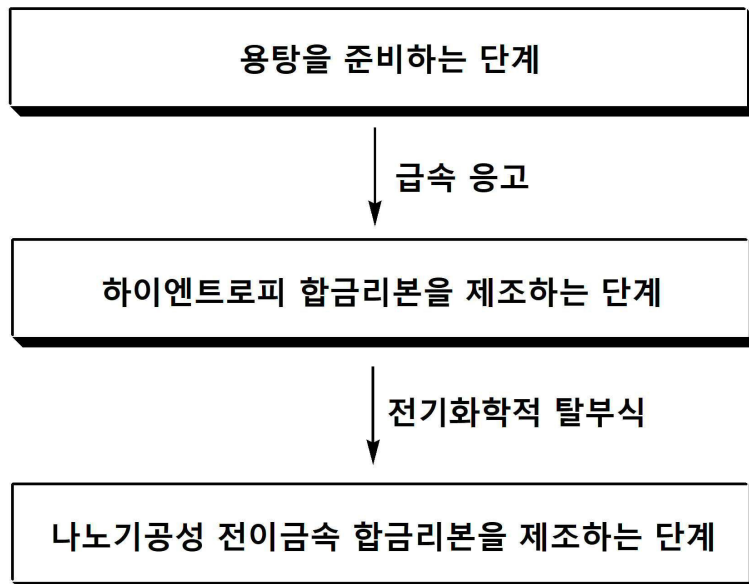 용탕을 준비하는 단계
급속 응고
하이엔트로피 합금리본을 제조하는 단계
전기화학적 탈부식
나노기공성 전이금속 합금리본을 제조하는 단계